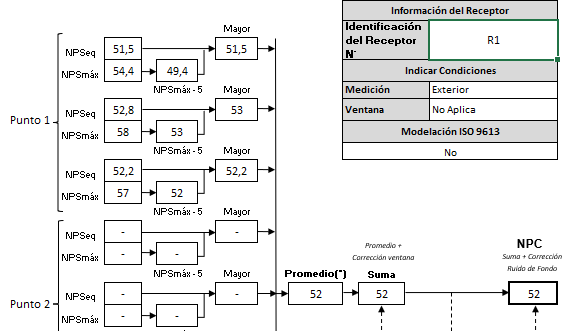 Mayor
NPSeq 51,5 51,5
NPSmáx 54,4 49,4
NPSmáx - 5
Mayor
NPSeq 52,8 53
Punto 1
NPSmáx 58 53
NPSmáx - 5
Mayor
NPSeq 52,2 52,2
NPSmáx 57 52
NPSmáx - 5
Mayor
NPSeq - -
NPSmáx - -
NPSmáx - 5
Mayor
NPSeq - -
Punto 2
NPSmáx - -
NPSmáx - 5
Información del Receptor
Identificación
del Receptor
N°
R1
Indicar Condiciones
Medición Exterior
Ventana No Aplica
Modelación ISO 9613
No
Promedio(*)
52
Promedio +
Corrección ventana
Suma
52
NPC
Suma + Corrección
Ruido de Fondo
52